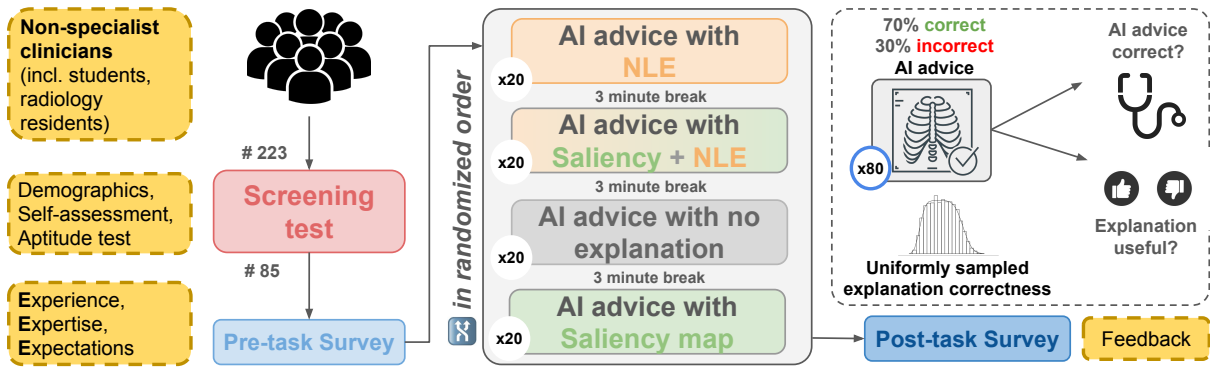 Non-specialist
clinicians
(incl. students,
radiology
residents)
# 223
Demographics,
Self-assessment,
Aptitude test
Screening
test
# 85
Experience,
Expertise,
Expectations
Pre-task Survey
in randomized order
AI advice with
NLE
x20
3 minute break
AI advice with
Saliency + NLE
x20
3 minute break
AI advice with no
explanation
x20
3 minute break
AI advice with
Saliency map
x20
70% correct
30% incorrect
AI advice
x80
AI advice
correct?
Explanation
useful?
Uniformly sampled
explanation correctness
Post-task Survey
Feedback